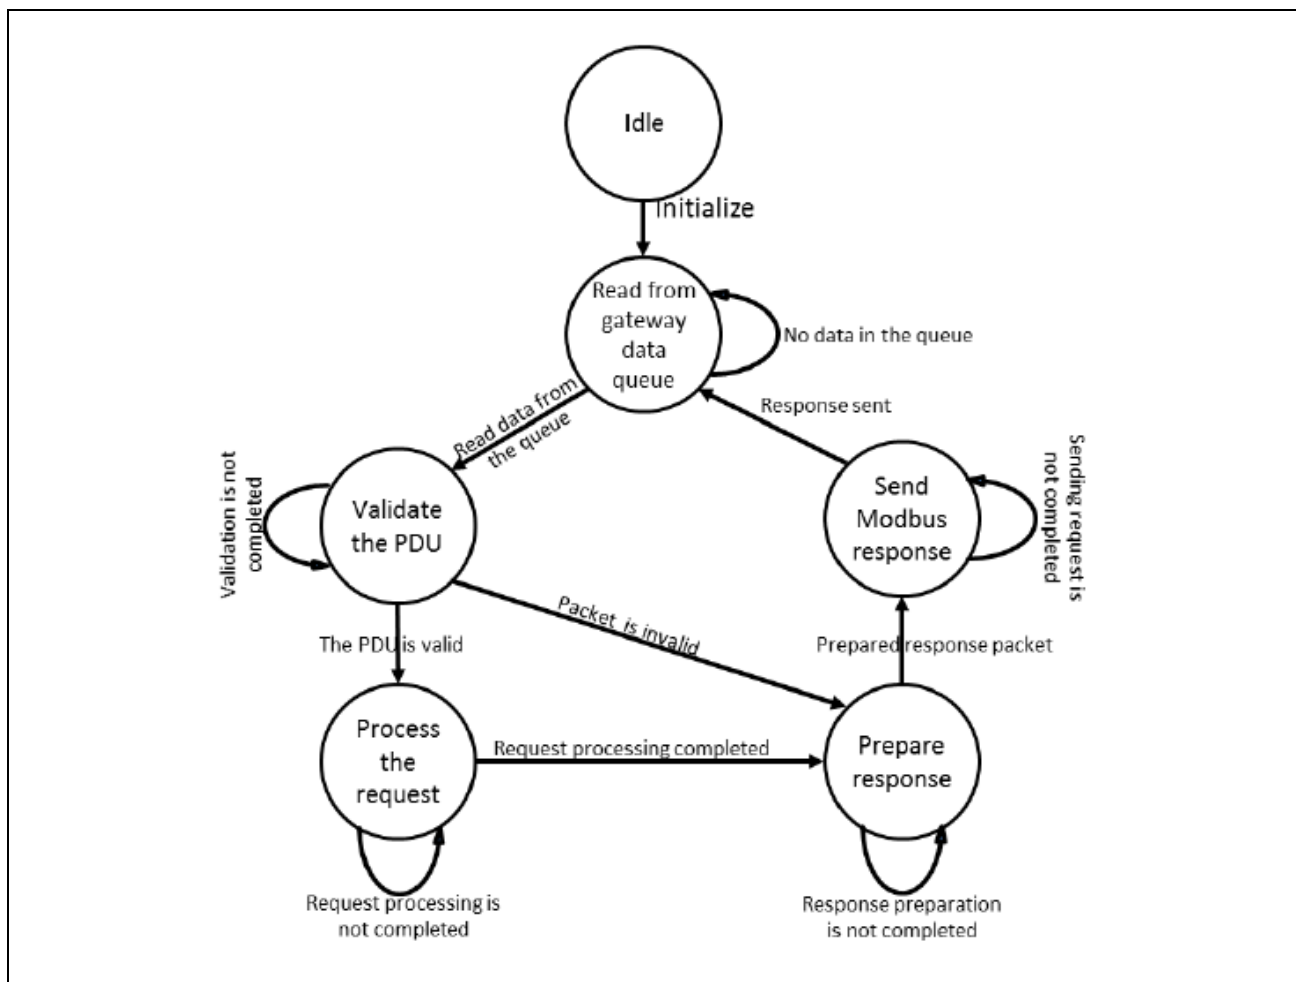 Idle
Initialize
Read from
gateway
data
queue
No data in the queue
Read data from
the queue
Response sent
Validation is not
completed
Validate
the PDU
Send
Modbus
response
Sending request is
not completed
Packet is invalid
The PDU is valid
Prepared response packet
Process
the
request
Request processing completed
Prepare
response
Request processing is
not completed
Response preparation
is not completed